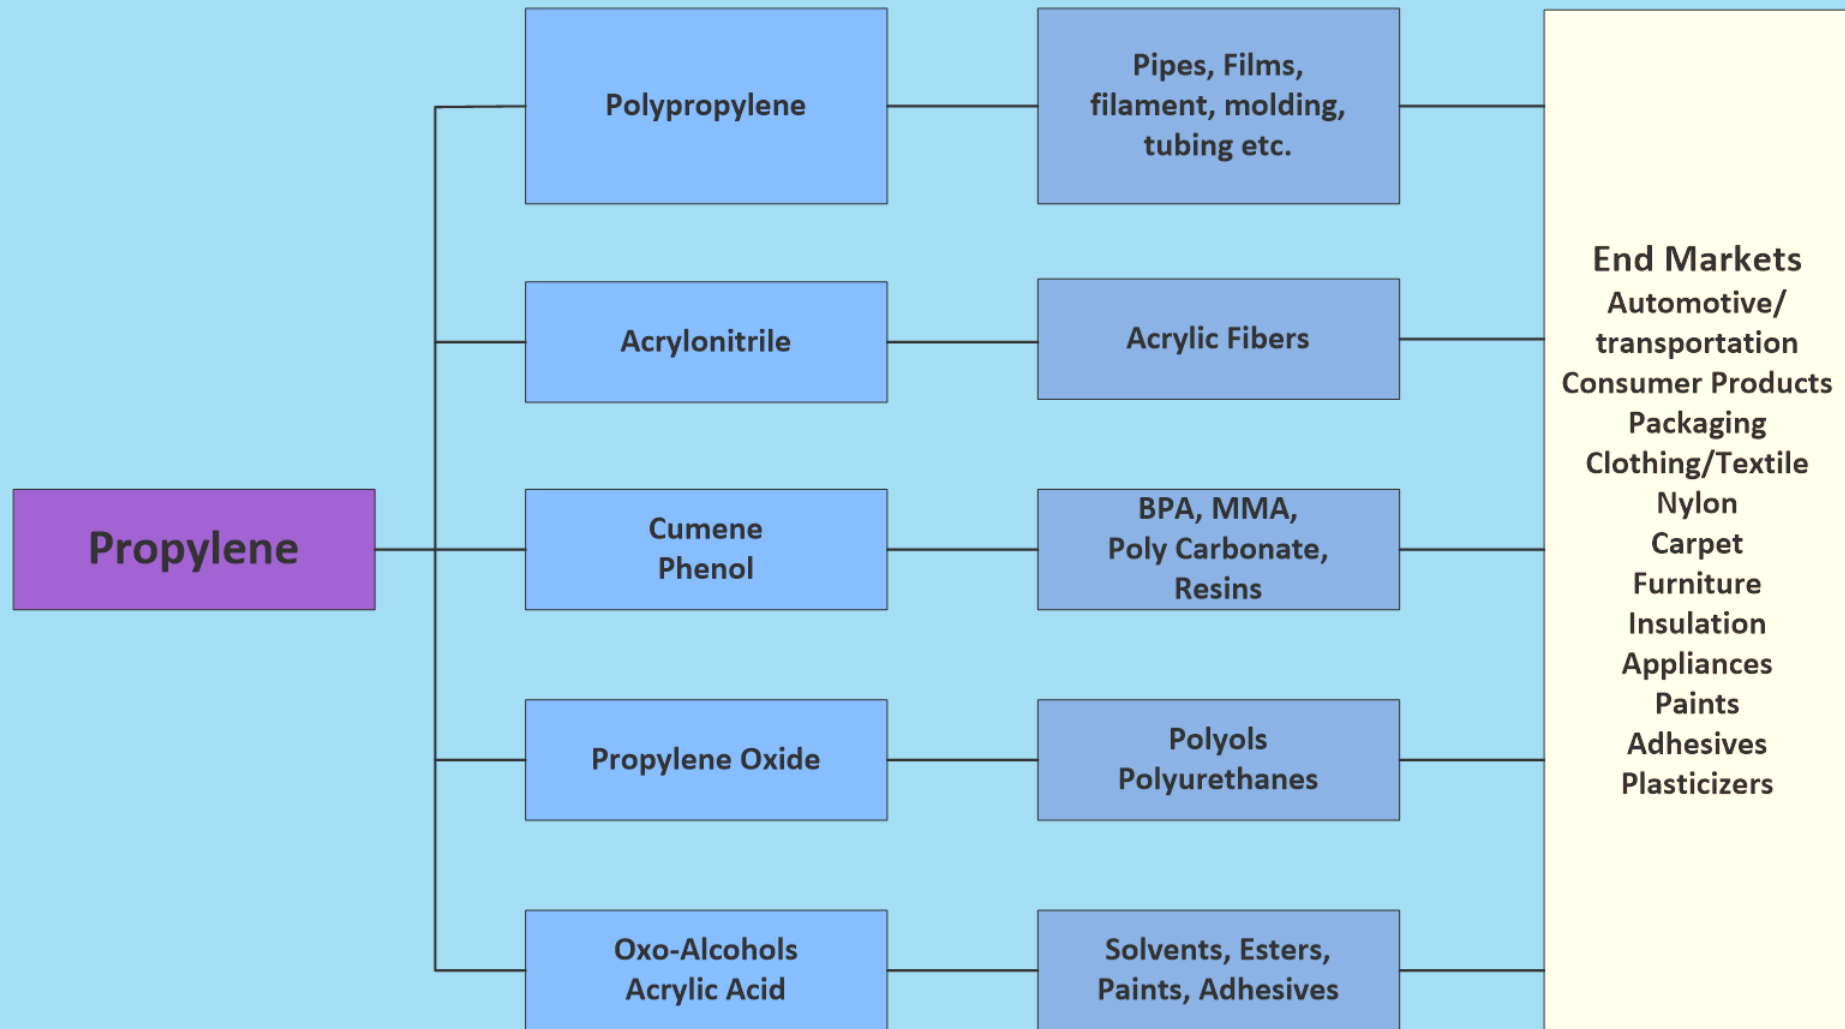 Propylene
Polypropylene
Pipes, Films,
filament, molding,
tubing etc.
Acrylonitrile
Acrylic Fibers
Cumene
Phenol
BPA, MMA,
Poly Carbonate,
Resins
Propylene Oxide
Polyols
Polyurethanes
Oxo-Alcohols
Acrylic Acid
Solvents, Esters,
Paints, Adhesives
End Markets
Automotive/
transportation
Consumer Products
Packaging
Clothing/Textile
Nylon
Carpet
Furniture
Insulation
Appliances
Paints
Adhesives
Plasticizers